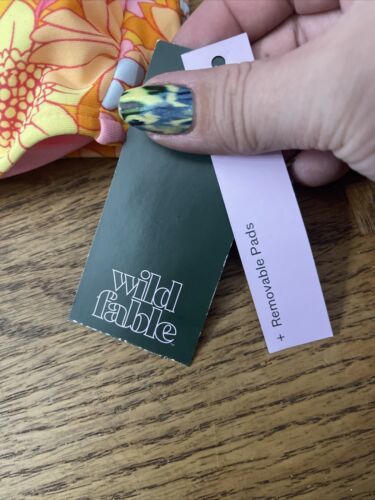 wild
fable
+ Removable Pads